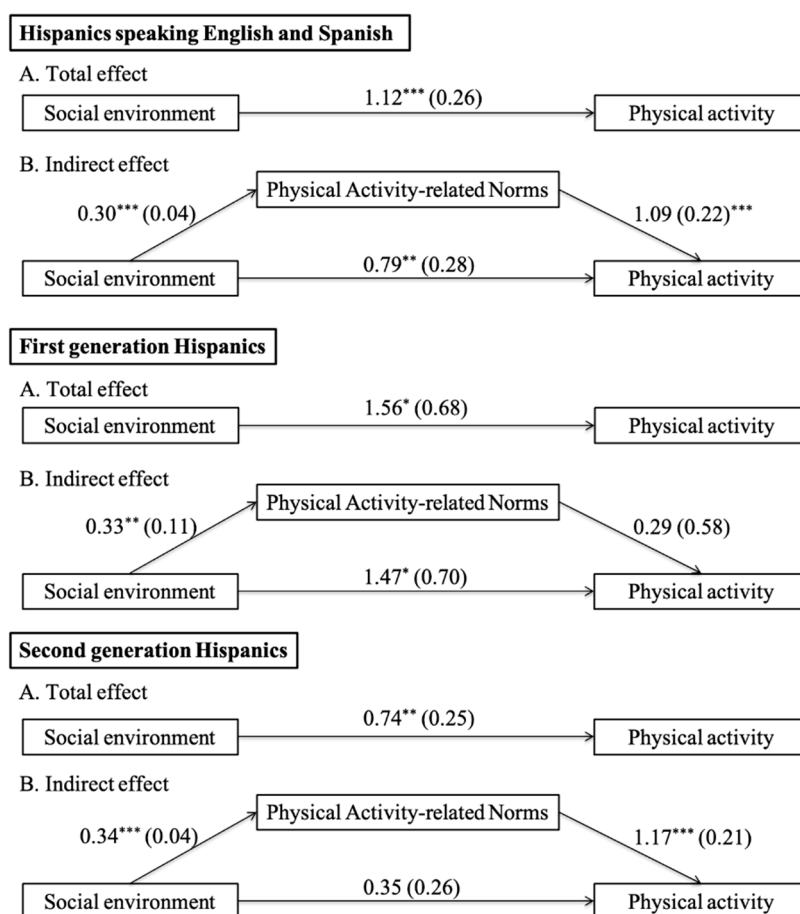 Hispanics speaking English and Spanish
A. Total effect
1.12*** (0.26)
Social environment
Physical activity
B. Indirect effect
Physical Activity-related Norms
0.30*** (0.04)
1.09 (0.22)***
0.79** (0.28)
Social environment
Physical activity
First generation Hispanics
A. Total effect
1.56* (0.68)
Social environment
Physical activity
B. Indirect effect
Physical Activity-related Norms
0.33** (0.11)
0.29 (0.58)
1.47* (0.70)
Social environment
Physical activity
Second generation Hispanics
A. Total effect
0.74** (0.25)
Social environment
Physical activity
B. Indirect effect
Physical Activity-related Norms
0.34*** (0.04)
1.17*** (0.21)
0.35 (0.26)
Social environment
Physical activity